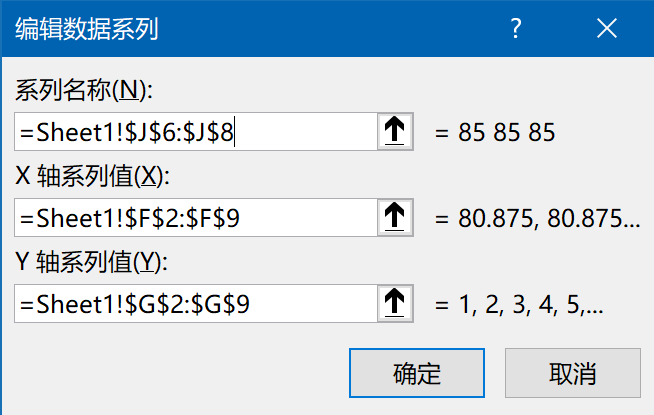 编辑数据系列 ?
系列名称(N):
=Sheet1!$J$6:$J$8 = 85 85 85
X 轴系列值(X):
=Sheet1!$F$2:$F$9 = 80.875, 80.875...
Y 轴系列值(Y):
=Sheet1!$G$2:$G$9 = 1, 2, 3, 4, 5,...
确定 取消